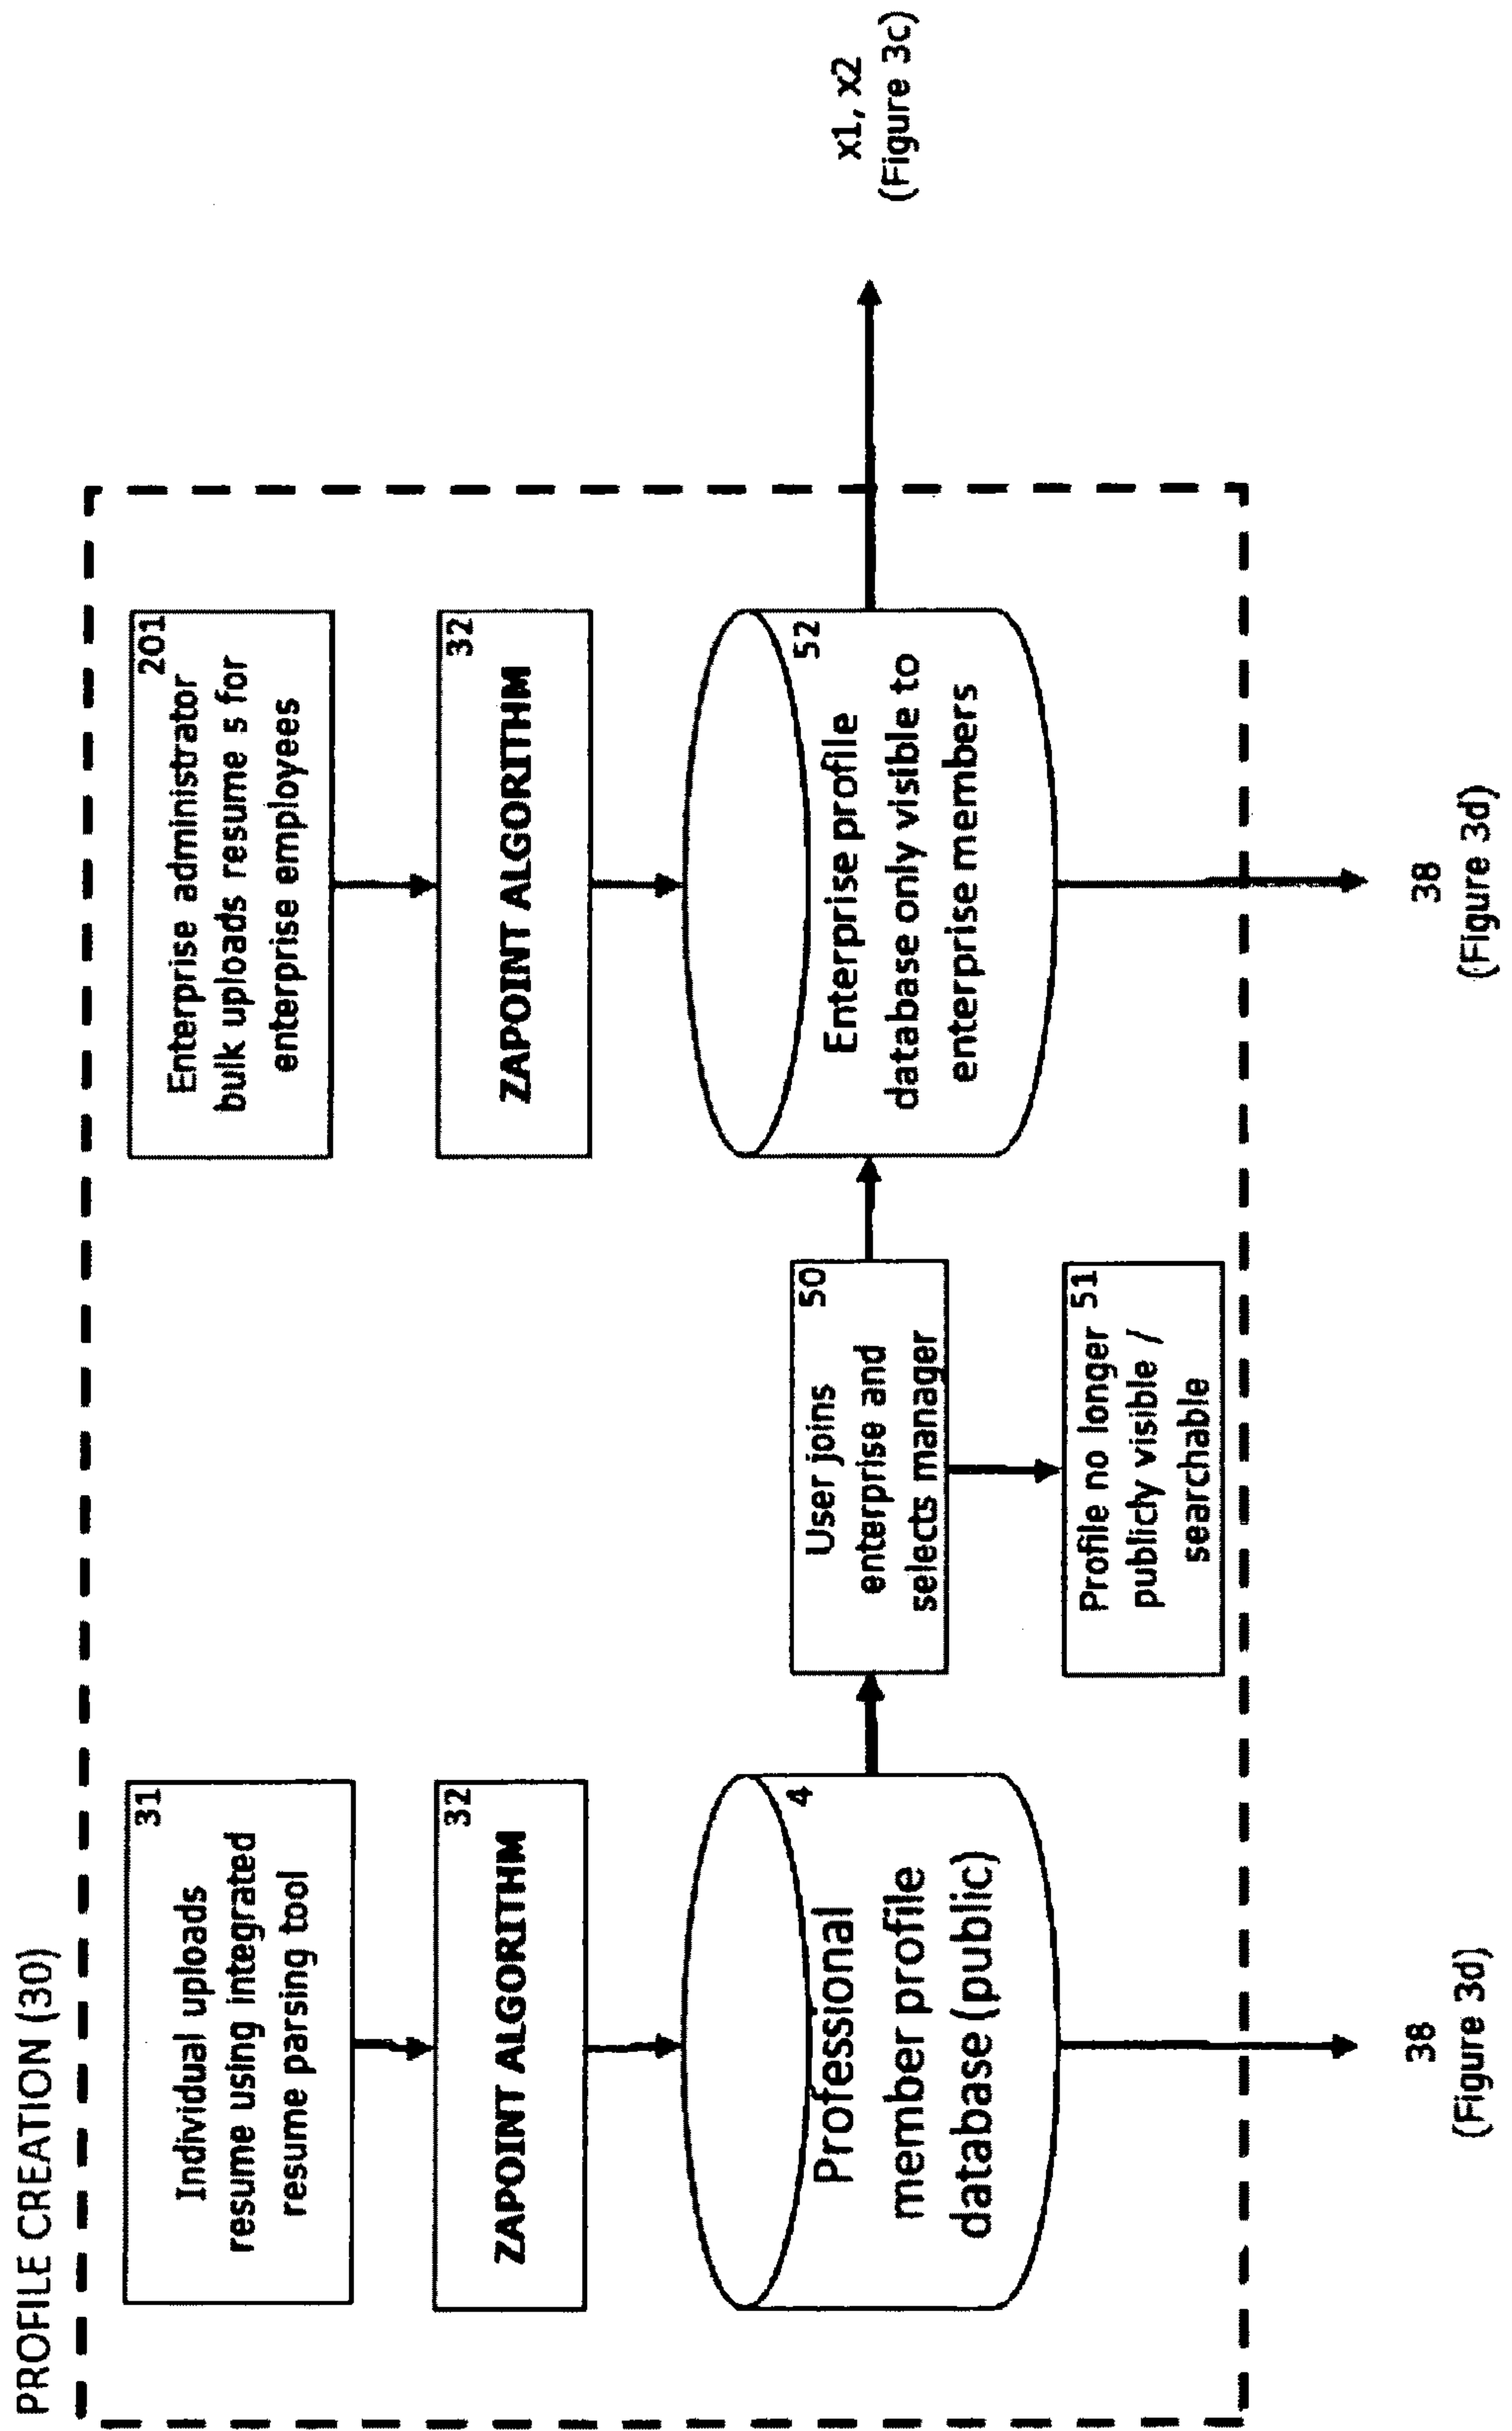 PROFILE CREATION (30)
31
Individual uploads
resume using integrated
resume parsing tool
32
ZAPOINT ALGORITHM
4
Professional
member profile
database (public)
38
(Figure 3d)
50
User joins
enterprise and
selects manager
Profile no longer 51
publicly visible /
searchable
201
Enterprise administrator
bulk uploads resume s for
enterprise employees
32
ZAPOINT ALGORITHM
52
Enterprise profile
database only visible to
enterprise members
38
(Figure 3d)
x1, x2
(Figure 3c)